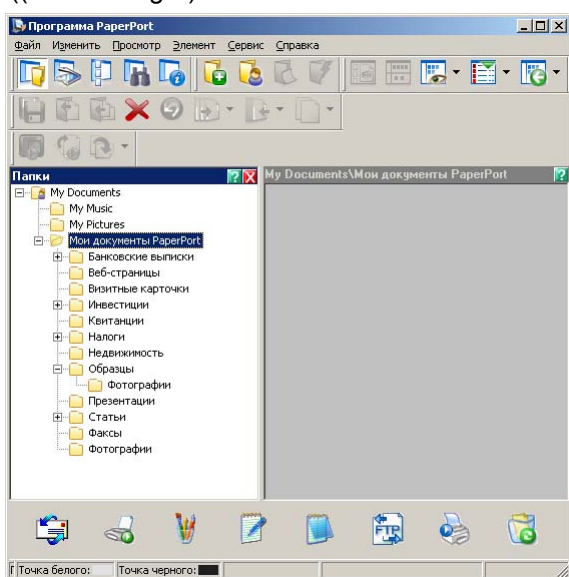 Программа PaperPort
Файл Изменить Просмотр Элемент Сервис Справка
Папки
My Documents\Мои документы PaperPort
My Documents
My Music
My Pictures
Мои документы PaperPort
Банковские выписки
Веб-страницы
Визитные карточки
Инвестиции
Квитанции
Налоги
Недвижимость
Образцы
Фотографии
Презентации
Статьи
Факсы
Фотографии
FTP
Точка белого: Точка черного: